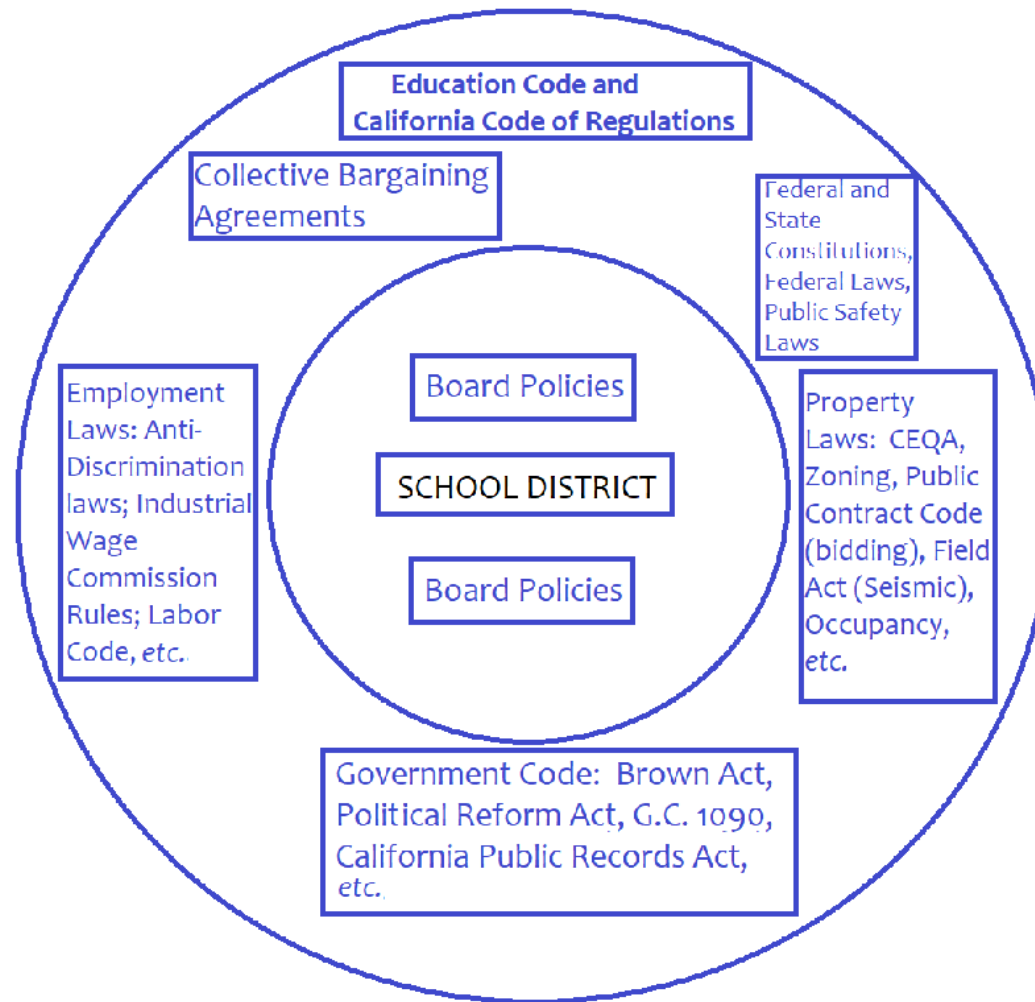 Education Code and
California Code of Regulations
Collective Bargaining
Agreements
Federal and
State
Constitutions,
Federal Laws,
Public Safety
Laws
Board Policies
SCHOOL DISTRICT
Board Policies
Employment
Laws: Anti-
Discrimination
laws; Industrial
Wage
Commission
Rules; Labor
Code, etc.
Property
Laws: CEQA,
Zoning, Public
Contract Code
(bidding), Field
Act (Seismic),
Occupancy,
etc.
Government Code: Brown Act,
Political Reform Act, G.C. 1090,
California Public Records Act,
etc.